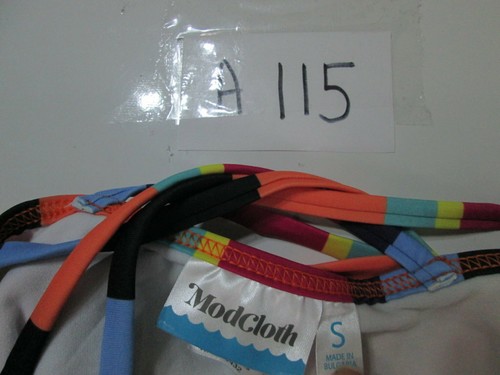 A 115
ModCloth
S
MADE IN
BULGARIA